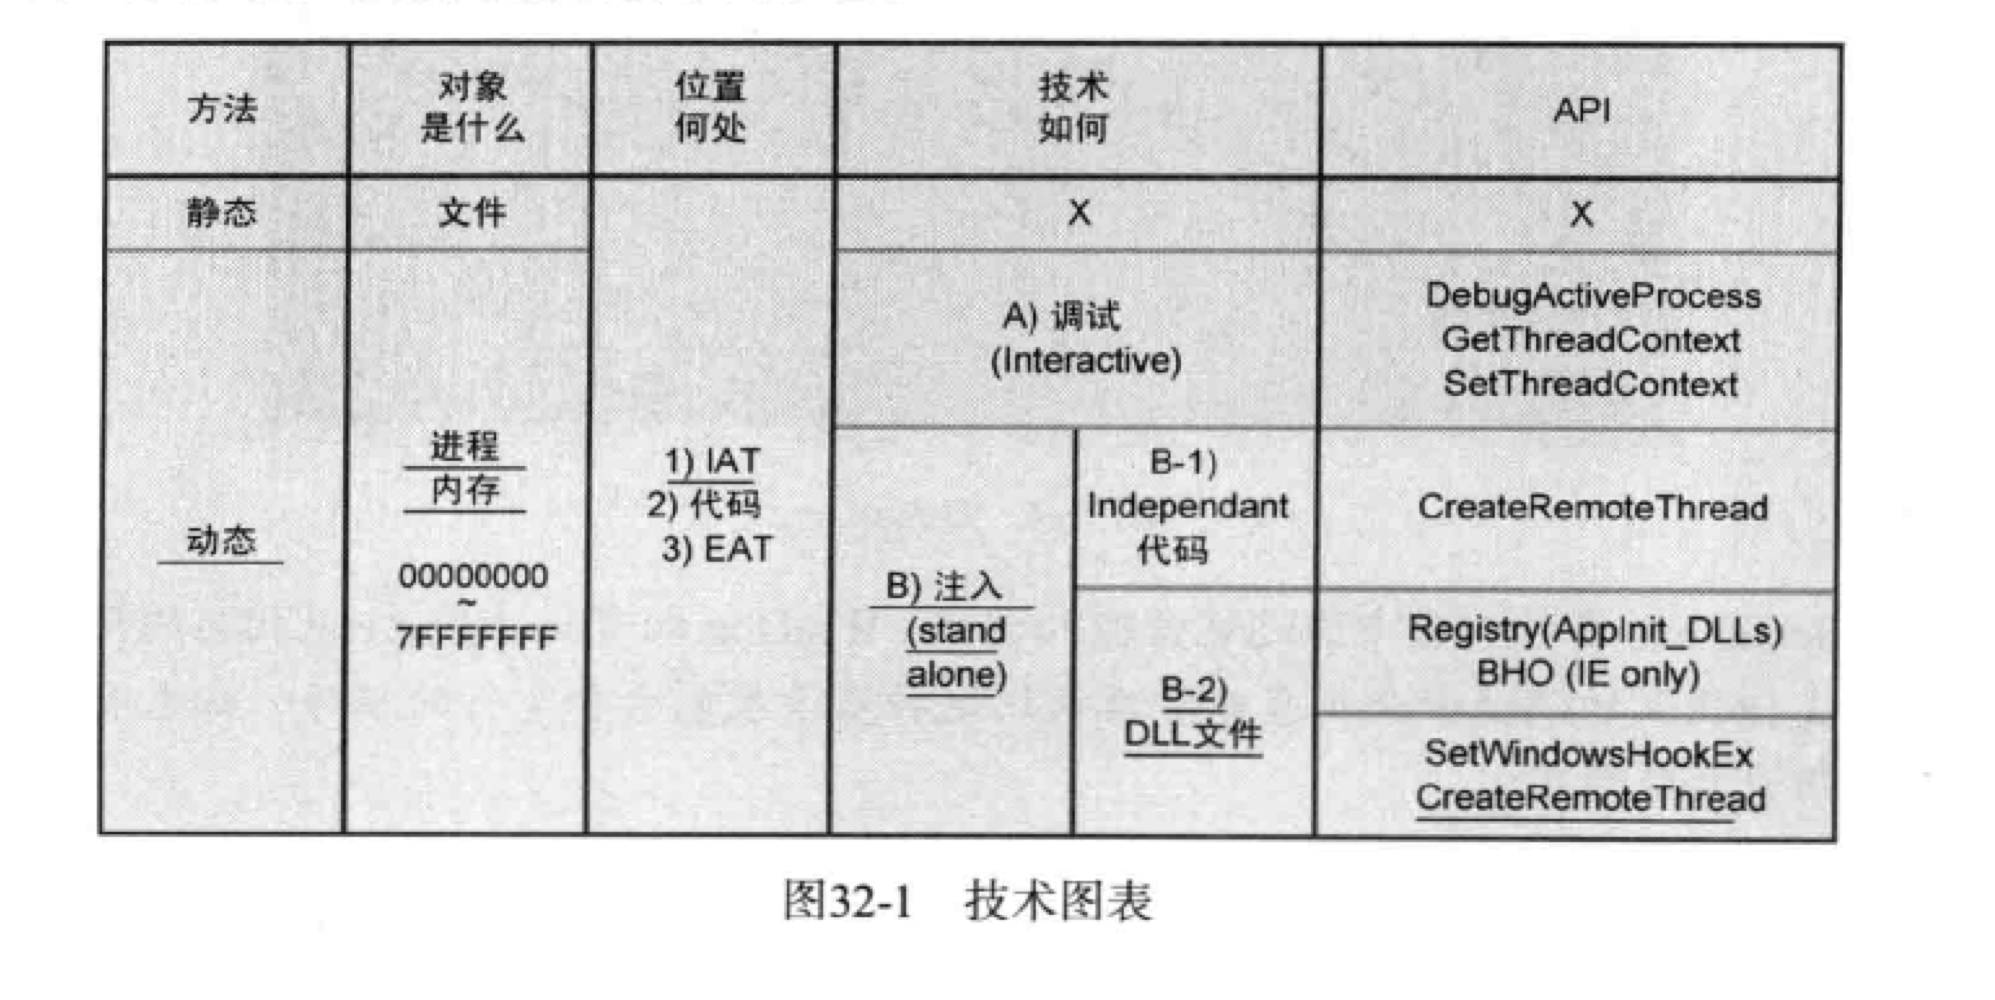 方法
对象
是什么
位置
何处
技术
如何
API
静态
文件
X
X
动态
进程
内存
00000000
~
7FFFFFFF
1) IAT
2) 代码
3) EAT
A) 调试
(Interactive)
DebugActiveProcess
GetThreadContext
SetThreadContext
B) 注入
(stand
alone)
B-1)
Independant
代码
CreateRemoteThread
B-2)
DLL文件
Registry(AppInit_DLLs)
BHO (IE only)
SetWindowsHookEx
CreateRemoteThread
图32-1 技术图表